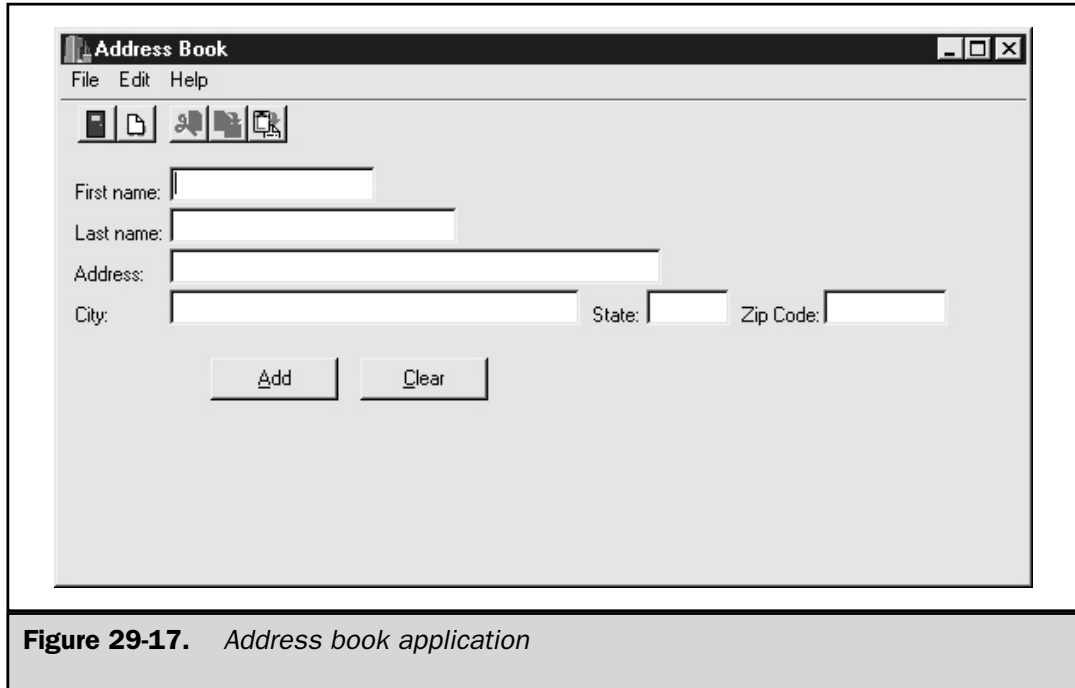 Address Book
File Edit Help
First name:
Last name:
Address:
City: State: Zip Code:
Add Clear
Figure 29-17. Address book application